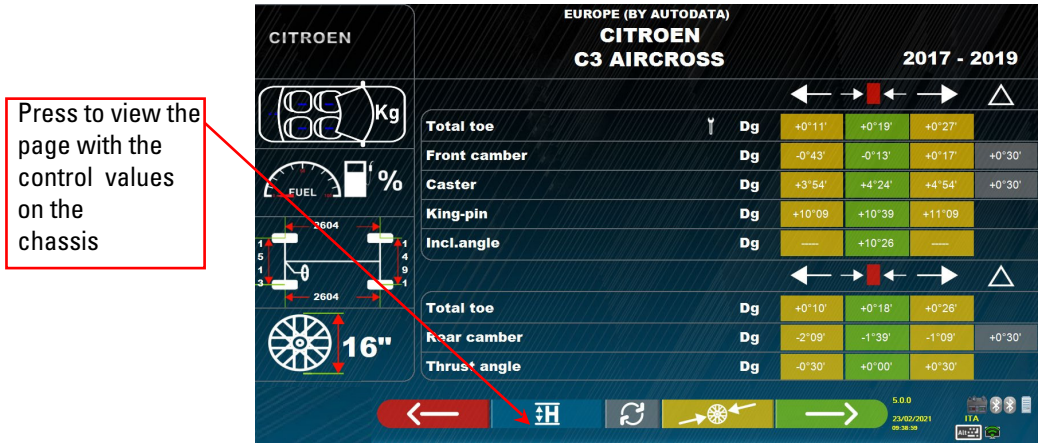 Press to view the
page with the
control values
on the
chassis
CITROEN
EUROPE (BY AUTODATA)
CITROEN
C3 AIRCROSS
2017 - 2019
Kg
FUEL
%
2604
1513
1491
2604
16"
Total toe Dg +0°11' +0°19' +0°27'
Front camber Dg -0°43' -0°13' +0°17' +0°30'
Caster Dg +3°54' +4°24' +4°54' +0°30'
King-pin Dg +10°09 +10°39 +11°09
Incl.angle Dg ----- +10°26 -----
Total toe Dg +0°10' +0°18' +0°26'
Rear camber Dg -2°09' -1°39' -1°09' +0°30'
Thrust angle Dg -0°30' +0°00' +0°30'
H
5.0.0
23/02/2021
09:38:59
ITA
Alt